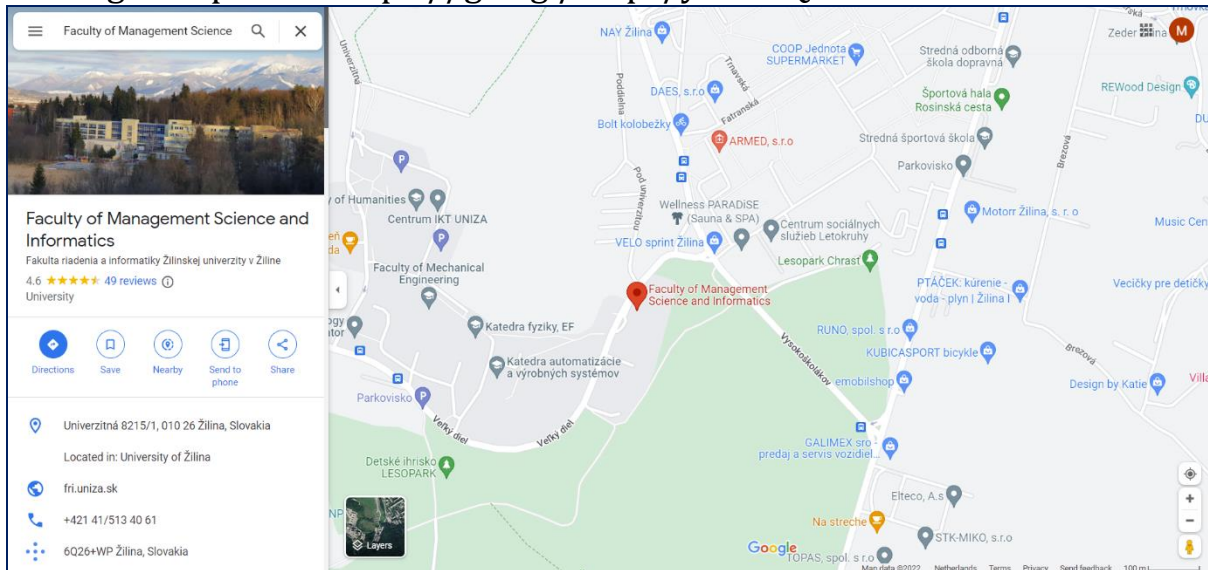 Faculty of Management Science
Faculty of Management Science and
Informatics
Fakulta riadenia a informatiky Žilinskej univerzity v Žiline
4.6 49 reviews
University
Directions
Save
Nearby
Send to
phone
Share
Univerzitná 8215/1, 010 26 Žilina, Slovakia
Located in: University of Žilina
fri.uniza.sk
+421 41/513 40 61
6Q26+WP Žilina, Slovakia
NAY Žilina
COOP Jednota
SUPERMARKET
Stredná odborná
škola dopravná
Zeder
M
Univerzitná
Poddielna
Trnavská
DAES, s.r.o
Fatranská
Športová hala
Rosinská cesta
REWood Design
DU
Bolt kolobežky
ARMED, s.r.o
Stredná športová škola
Brezová
Parkovisko
P
y of Humanities
Centrum IKT UNIZA
Pod univerzitou
Wellness PARADiSE
(Sauna & SPA)
Centrum sociálnych
služieb Letokruhy
Motorr Žilina, s. r. o
Music Cen
P
VELO sprint Žilina
Lesopark Chrast
Faculty of Mechanical
Engineering
Faculty of Management
Science and Informatics
PTÁČEK: kúrenie -
voda - plyn | Žilina |
Vecičky pre detičky
Katedra fyziky, EF
RUNO, spol. s r.o
Vysokoškolákov
KUBICASPORT bicykle
Brezová
Katedra automatizácie
a výrobných systémov
emobilshop
Design by Katie
Villa
Parkovisko
P
Veľký diel
Veľký diel
GALIMEX sro -
predaj a servis vozidiel...
Detské ihrisko
LESOPARK
Elteco, A.s
NP
Layers
Na streche
STK-MIKO, s.r.o
Google
TOPAS, spol. s r.o
Map data ©2022 Netherlands Terms Privacy Send feedback 100 m